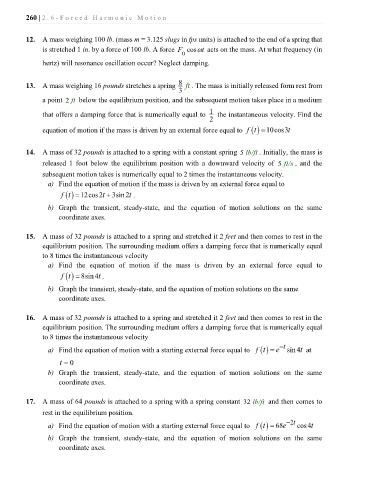 260 | 2.6-Forced Harmonic Motion
12. A mass weighing 100 lb. (mass m = 3.125 slugs in fps units) is attached to the end of a spring that
is stretched 1 in. by a force of 100 lb. A force F₀ cos ωt acts on the mass. At what frequency (in
hertz) will resonance oscillation occur? Neglect damping.
13. A mass weighing 16 pounds stretches a spring 8/3 ft . The mass is initially released form rest from
a point 2 ft below the equilibrium position, and the subsequent motion takes place in a medium
that offers a damping force that is numerically equal to 1/2 the instantaneous velocity. Find the
equation of motion if the mass is driven by an external force equal to f(t) = 10cos3t
14. A mass of 32 pounds is attached to a spring with a constant spring 5 lb/ft . Initially, the mass is
released 1 foot below the equilibrium position with a downward velocity of 5 ft/s , and the
subsequent motion takes is numerically equal to 2 times the instantaneous velocity.
a) Find the equation of motion if the mass is driven by an external force equal to
f(t) = 12cos2t + 3sin2t .
b) Graph the transient, steady-state, and the equation of motion solutions on the same
coordinate axes.
15. A mass of 32 pounds is attached to a spring and stretched it 2 feet and then comes to rest in the
equilibrium position. The surrounding medium offers a damping force that is numerically equal
to 8 times the instantaneous velocity
a) Find the equation of motion if the mass is driven by an external force equal to
f(t) = 8sin4t .
b) Graph the transient, steady-state, and the equation of motion solutions on the same
coordinate axes.
16. A mass of 32 pounds is attached to a spring and stretched it 2 feet and then comes to rest in the
equilibrium position. The surrounding medium offers a damping force that is numerically equal
to 8 times the instantaneous velocity
a) Find the equation of motion with a starting external force equal to f(t) = e⁻ᵗ sin4t at
t = 0
b) Graph the transient, steady-state, and the equation of motion solutions on the same
coordinate axes.
17. A mass of 64 pounds is attached to a spring with a spring constant 32 lb/ft and then comes to
rest in the equilibrium position.
a) Find the equation of motion with a starting external force equal to f(t) = 68e⁻²ᵗ cos4t
b) Graph the transient, steady-state, and the equation of motion solutions on the same
coordinate axes.